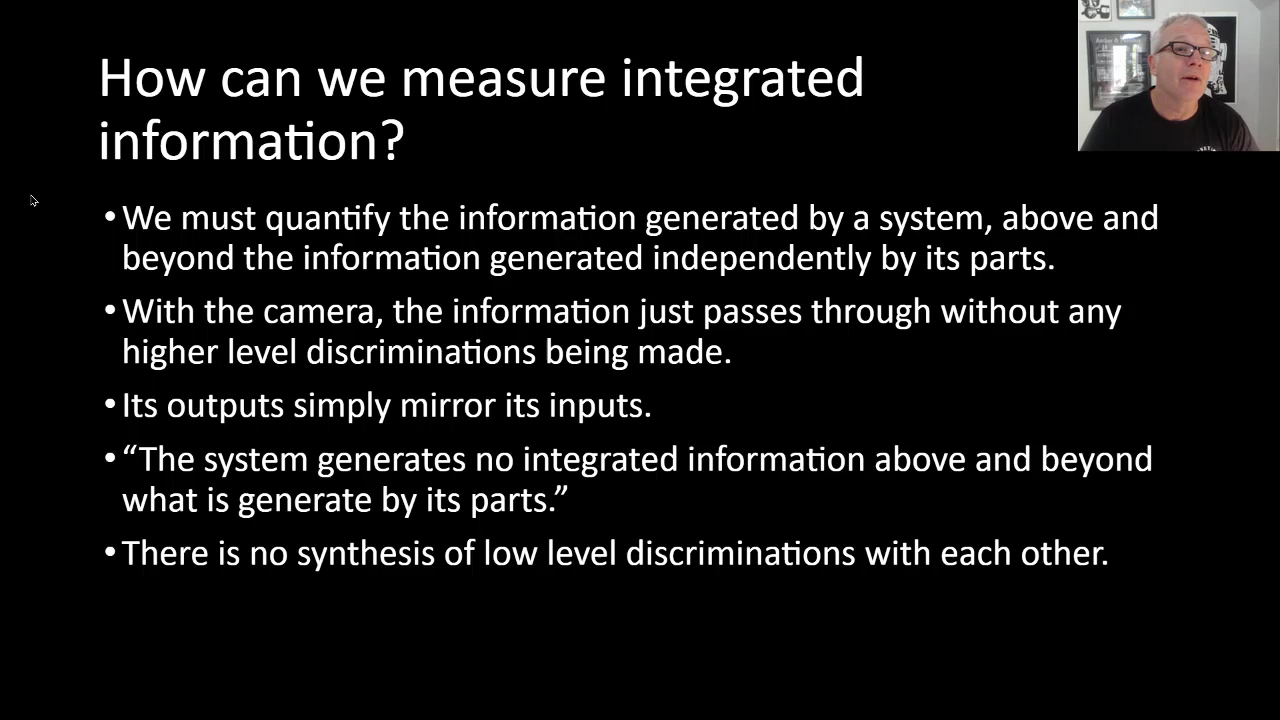 How can we measure integrated
information?
•We must quantify the information generated by a system, above and
beyond the information generated independently by its parts.
•With the camera, the information just passes through without any
higher level discriminations being made.
•Its outputs simply mirror its inputs.
•“The system generates no integrated information above and beyond
what is generate by its parts.”
•There is no synthesis of low level discriminations with each other.